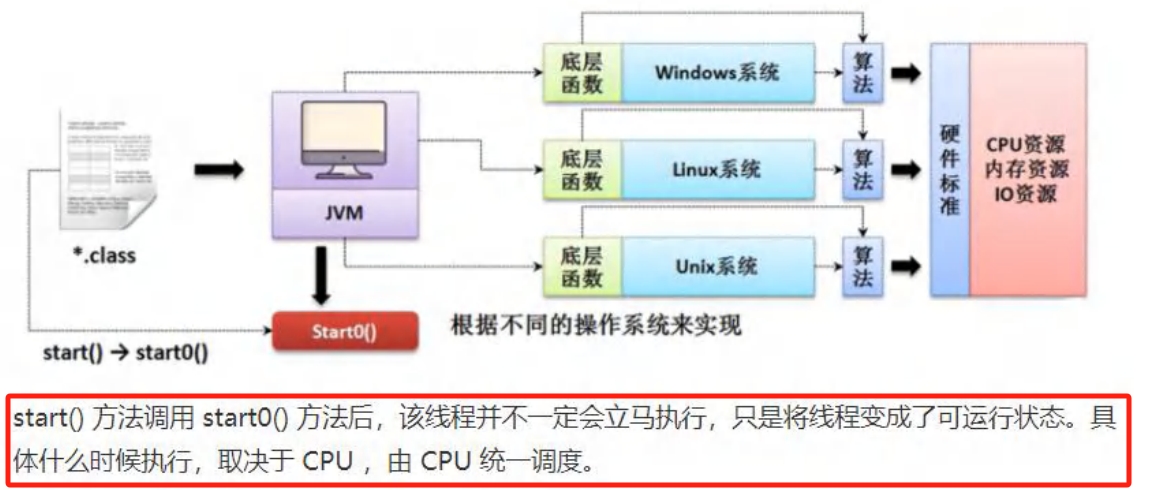 底层
函数
Windows系统
算
法
底层
函数
Linux系统
算
法
底层
函数
Unix系统
算
法
硬
件
标
准
CPU资源
内存资源
IO资源
JVM
*.class
Start0()
根据不同的操作系统来实现
start() → start0()
start() 方法调用 start0() 方法后，该线程并不一定会立马执行，只是将线程变成了可运行状态。具
体什么时候执行，取决于 CPU ，由 CPU 统一调度。